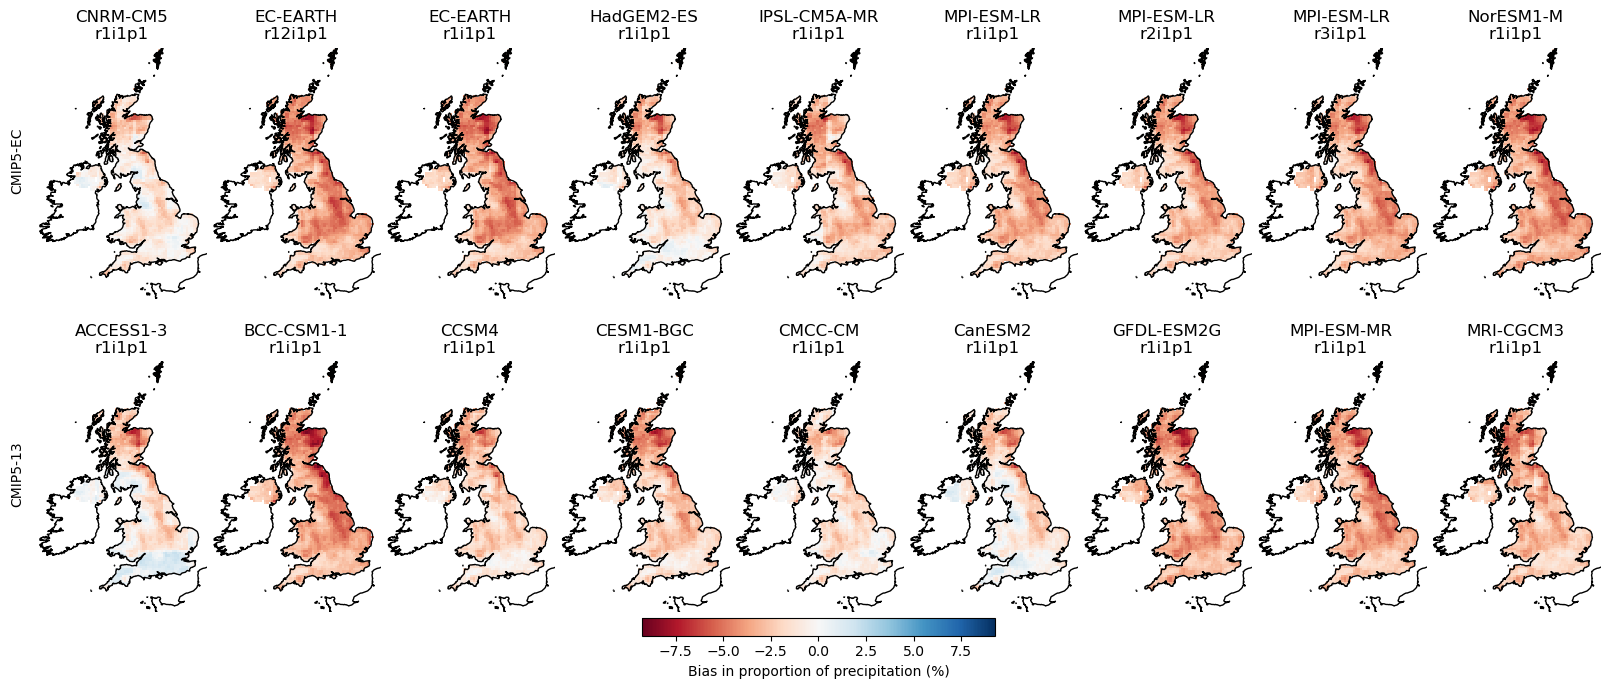 CNRM-CM5
r1i1p1
EC-EARTH
r12i1p1
EC-EARTH
r1i1p1
HadGEM2-ES
r1i1p1
IPSL-CM5A-MR
r1i1p1
MPI-ESM-LR
r1i1p1
MPI-ESM-LR
r2i1p1
MPI-ESM-LR
r3i1p1
NorESM1-M
r1i1p1
CMIP5-EC
ACCESS1-3
r1i1p1
BCC-CSM1-1
r1i1p1
CCSM4
r1i1p1
CESM1-BGC
r1i1p1
CMCC-CM
r1i1p1
CanESM2
r1i1p1
GFDL-ESM2G
r1i1p1
MPI-ESM-MR
r1i1p1
MRI-CGCM3
r1i1p1
CMIP5-13
−7.5 −5.0 −2.5 0.0 2.5 5.0 7.5
Bias in proportion of precipitation (%)